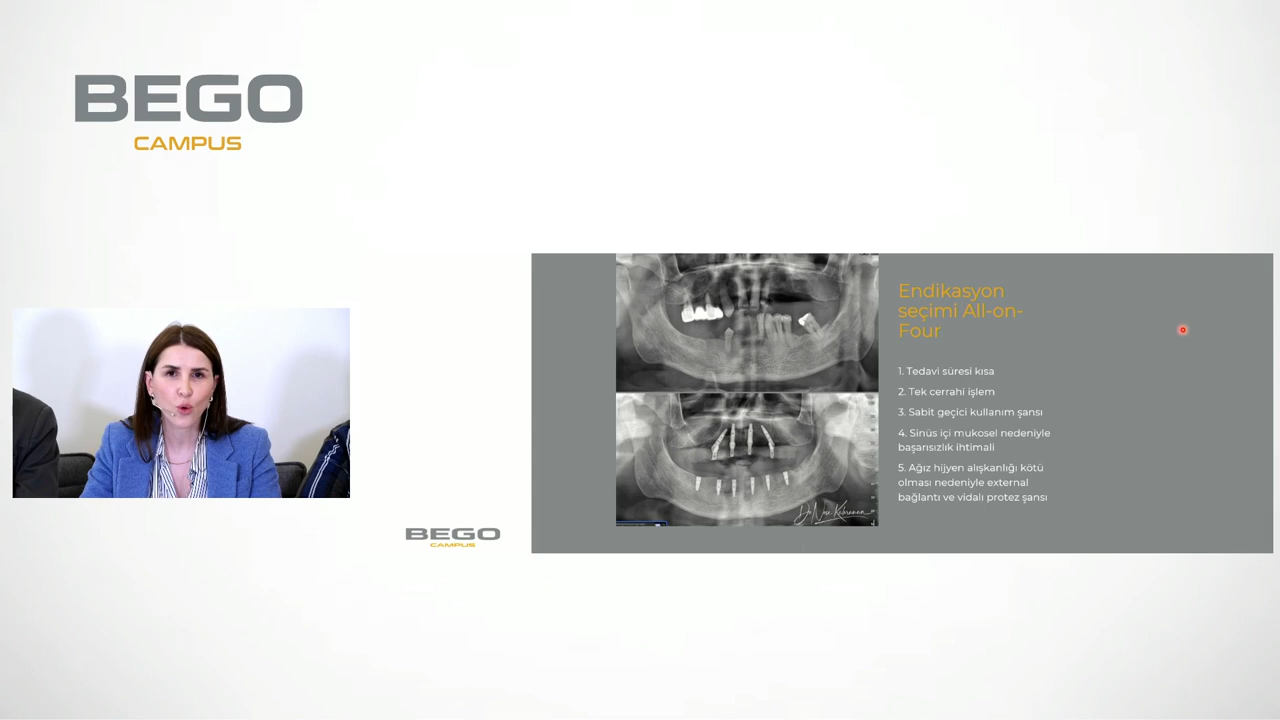 BEGO
CAMPUS
Endikasyon
seçimi All-on-
Four
1. Tedavi süresi kısa
2. Tek cerrahi işlem
3. Sabit geçici kullanım şansı
4. Sinüs içi mukosel nedeniyle
başarısızlık ihtimali
5. Ağız hijyen alışkanlığı kötü
olması nedeniyle external
bağlantı ve vidalı protez şansı
BEGO
CAMPUS